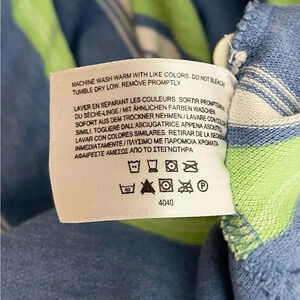 MACHINE WASH WARM WITH LIKE COLORS. DO NOT BLEACH.
TUMBLE DRY LOW. REMOVE PROMPTLY
LAVER EN SÉPARANT LES COULEURS. SORTIR PROMPTEMENT
DU SÈCHE-LINGE / MIT ÄHNLICHEN FARBEN WASCHEN
SOFORT AUS DEM TROCKNER NEHMEN / LAVARE CON COLORI
SIMILI. TOGLIERE DALL'ASCIUGATRICE APPENA ASCIUTTO
LAVAR CON COLORES SIMILARES. RETIRAR DE LA SECADORA
INMEDIATAMENTE / ΠΛΥΣΙΜΟ ΜΕ ΠΑΡΟΜΟΙΑ ΧΡΩΜΑΤΑ
ΑΦΑΙΡΕΣΤΕ ΑΜΕΣΩΣ ΑΠΟ ΤΟ ΣΤΕΓΝΩΤΗΡΑ
4040